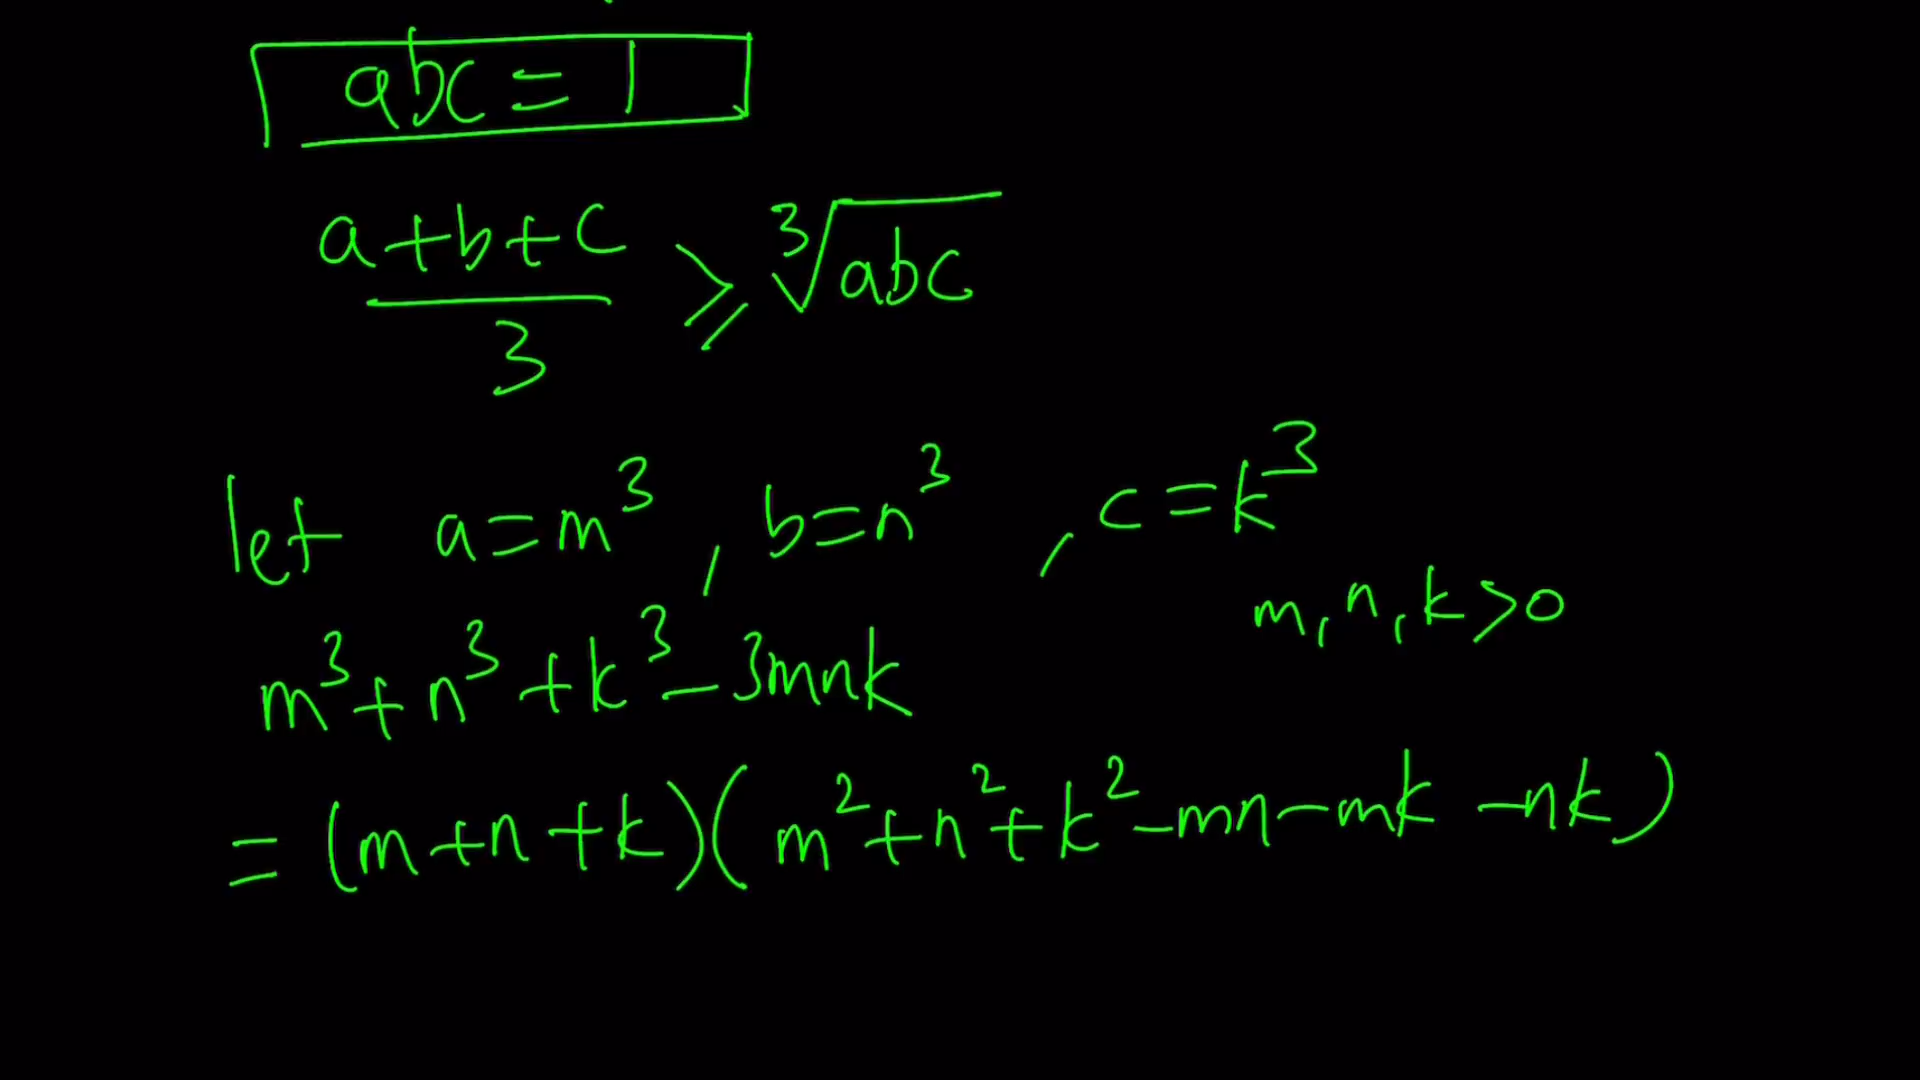 abc = 1
a+b+c / 3 ≥ ∛abc
let a=m³, b=n³, c=k³
m,n,k>0
m³+n³+k³-3mnk
= (m+n+k)(m²+n²+k²-mn-mk-nk)